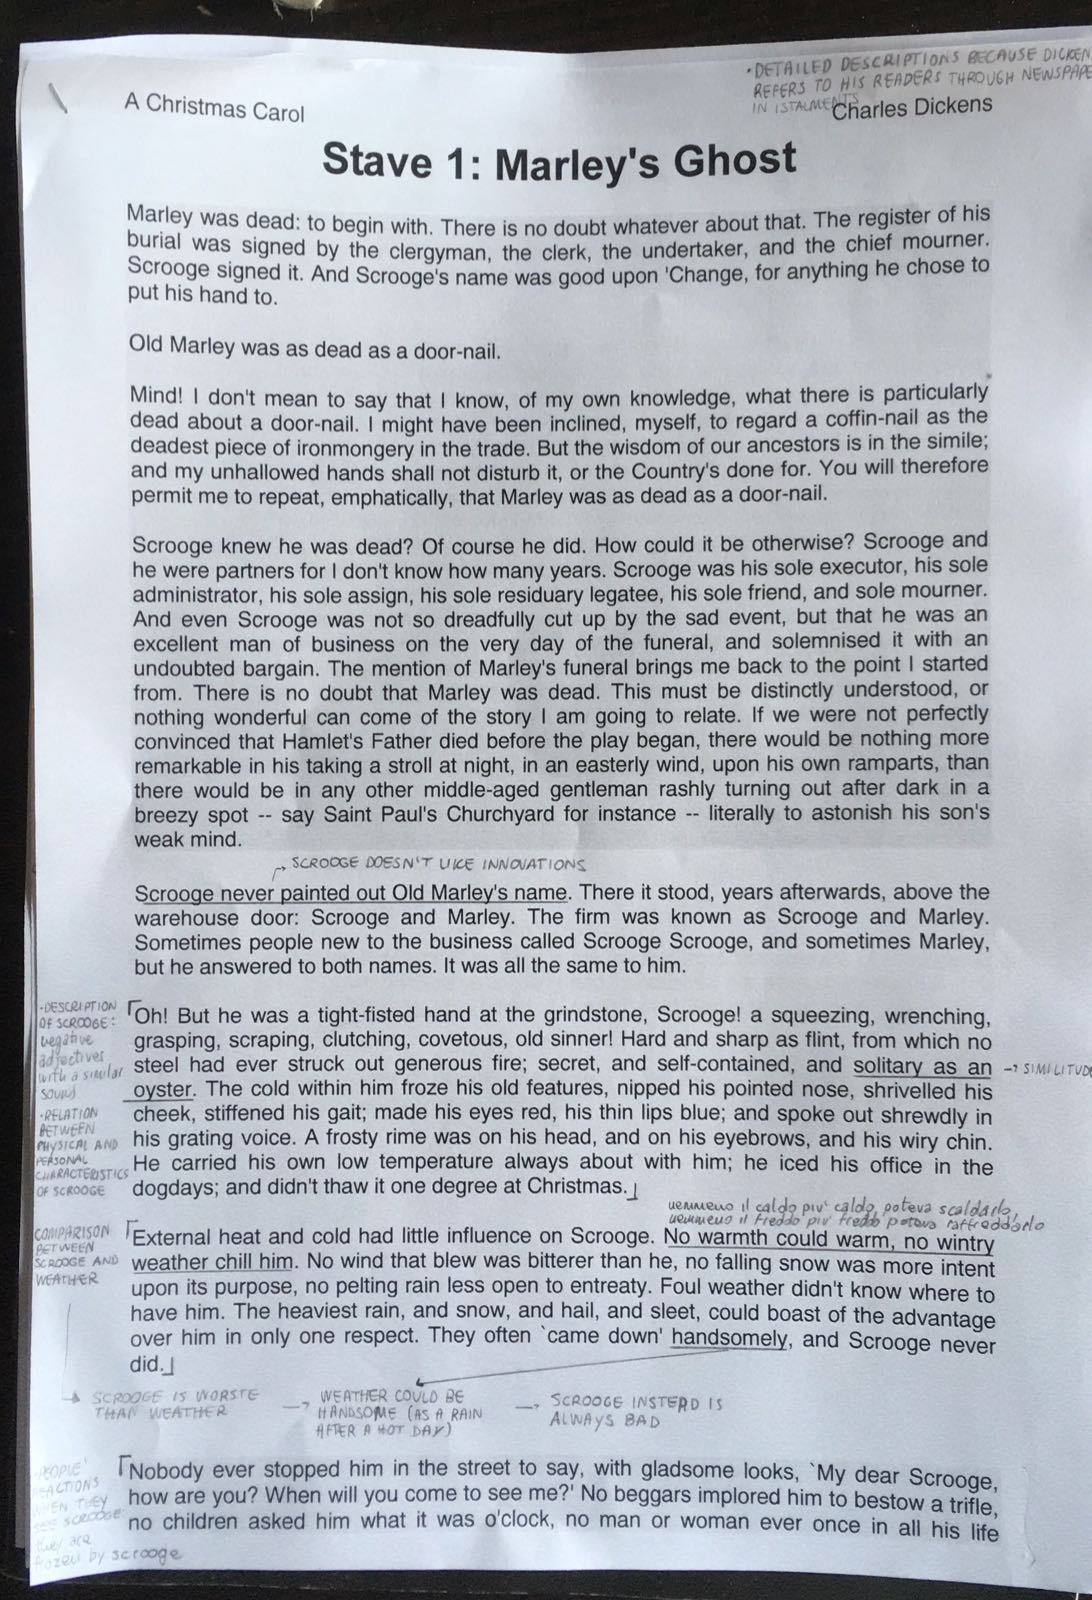 •DETAILED DESCRIPTIONS BECAUSE DICKEN
REFERS TO HIS READERS THROUGH NEWSPAPE
IN ISTALMENTS
A Christmas Carol
Charles Dickens
Stave 1: Marley's Ghost
Marley was dead: to begin with. There is no doubt whatever about that. The register of his
burial was signed by the clergyman, the clerk, the undertaker, and the chief mourner.
Scrooge signed it. And Scrooge's name was good upon 'Change, for anything he chose to
put his hand to.
Old Marley was as dead as a door-nail.
Mind! I don't mean to say that I know, of my own knowledge, what there is particularly
dead about a door-nail. I might have been inclined, myself, to regard a coffin-nail as the
deadest piece of ironmongery in the trade. But the wisdom of our ancestors is in the simile;
and my unhallowed hands shall not disturb it, or the Country's done for. You will therefore
permit me to repeat, emphatically, that Marley was as dead as a door-nail.
Scrooge knew he was dead? Of course he did. How could it be otherwise? Scrooge and
he were partners for I don't know how many years. Scrooge was his sole executor, his sole
administrator, his sole assign, his sole residuary legatee, his sole friend, and sole mourner.
And even Scrooge was not so dreadfully cut up by the sad event, but that he was an
excellent man of business on the very day of the funeral, and solemnised it with an
undoubted bargain. The mention of Marley's funeral brings me back to the point I started
from. There is no doubt that Marley was dead. This must be distinctly understood, or
nothing wonderful can come of the story I am going to relate. If we were not perfectly
convinced that Hamlet's Father died before the play began, there would be nothing more
remarkable in his taking a stroll at night, in an easterly wind, upon his own ramparts, than
there would be in any other middle-aged gentleman rashly turning out after dark in a
breezy spot -- say Saint Paul's Churchyard for instance -- literally to astonish his son's
weak mind.
→ SCROOGE DOESN'T LIKE INNOVATIONS
Scrooge never painted out Old Marley's name. There it stood, years afterwards, above the
warehouse door: Scrooge and Marley. The firm was known as Scrooge and Marley.
Sometimes people new to the business called Scrooge Scrooge, and sometimes Marley,
but he answered to both names. It was all the same to him.
•DESCRIPTION
OF SCROOGE:
negative
adjectives
with a similar
sound
•RELATION
BETWEEN
PHYSICAL AND
PERSONAL
CHARACTERISTICS
OF SCROOGE
Oh! But he was a tight-fisted hand at the grindstone, Scrooge! a squeezing, wrenching,
grasping, scraping, clutching, covetous, old sinner! Hard and sharp as flint, from which no
steel had ever struck out generous fire; secret, and self-contained, and solitary as an
→ SIMILITUDE
oyster. The cold within him froze his old features, nipped his pointed nose, shrivelled his
cheek, stiffened his gait; made his eyes red, his thin lips blue; and spoke out shrewdly in
his grating voice. A frosty rime was on his head, and on his eyebrows, and his wiry chin.
He carried his own low temperature always about with him; he iced his office in the
dogdays; and didn't thaw it one degree at Christmas.
nemmeno il caldo piu' caldo poteva scaldarlo,
nemmeno il freddo piu' freddo poteva raffreddarlo
COMPARISON
BETWEEN
SCROOGE AND
WEATHER
External heat and cold had little influence on Scrooge. No warmth could warm, no wintry
weather chill him. No wind that blew was bitterer than he, no falling snow was more intent
upon its purpose, no pelting rain less open to entreaty. Foul weather didn't know where to
have him. The heaviest rain, and snow, and hail, and sleet, could boast of the advantage
over him in only one respect. They often `came down' handsomely, and Scrooge never
did.
SCROOGE IS WORSTE
THAN WEATHER
→ WEATHER COULD BE
HANDSOME (AS A RAIN
AFTER A HOT DAY)
→ SCROOGE INSTEAD IS
ALWAYS BAD
•PEOPLE'
REACTIONS
WHEN THEY
SEE SCROOGE:
they are
frozen by scrooge
Nobody ever stopped him in the street to say, with gladsome looks, `My dear Scrooge,
how are you? When will you come to see me?' No beggars implored him to bestow a trifle,
no children asked him what it was o'clock, no man or woman ever once in all his life